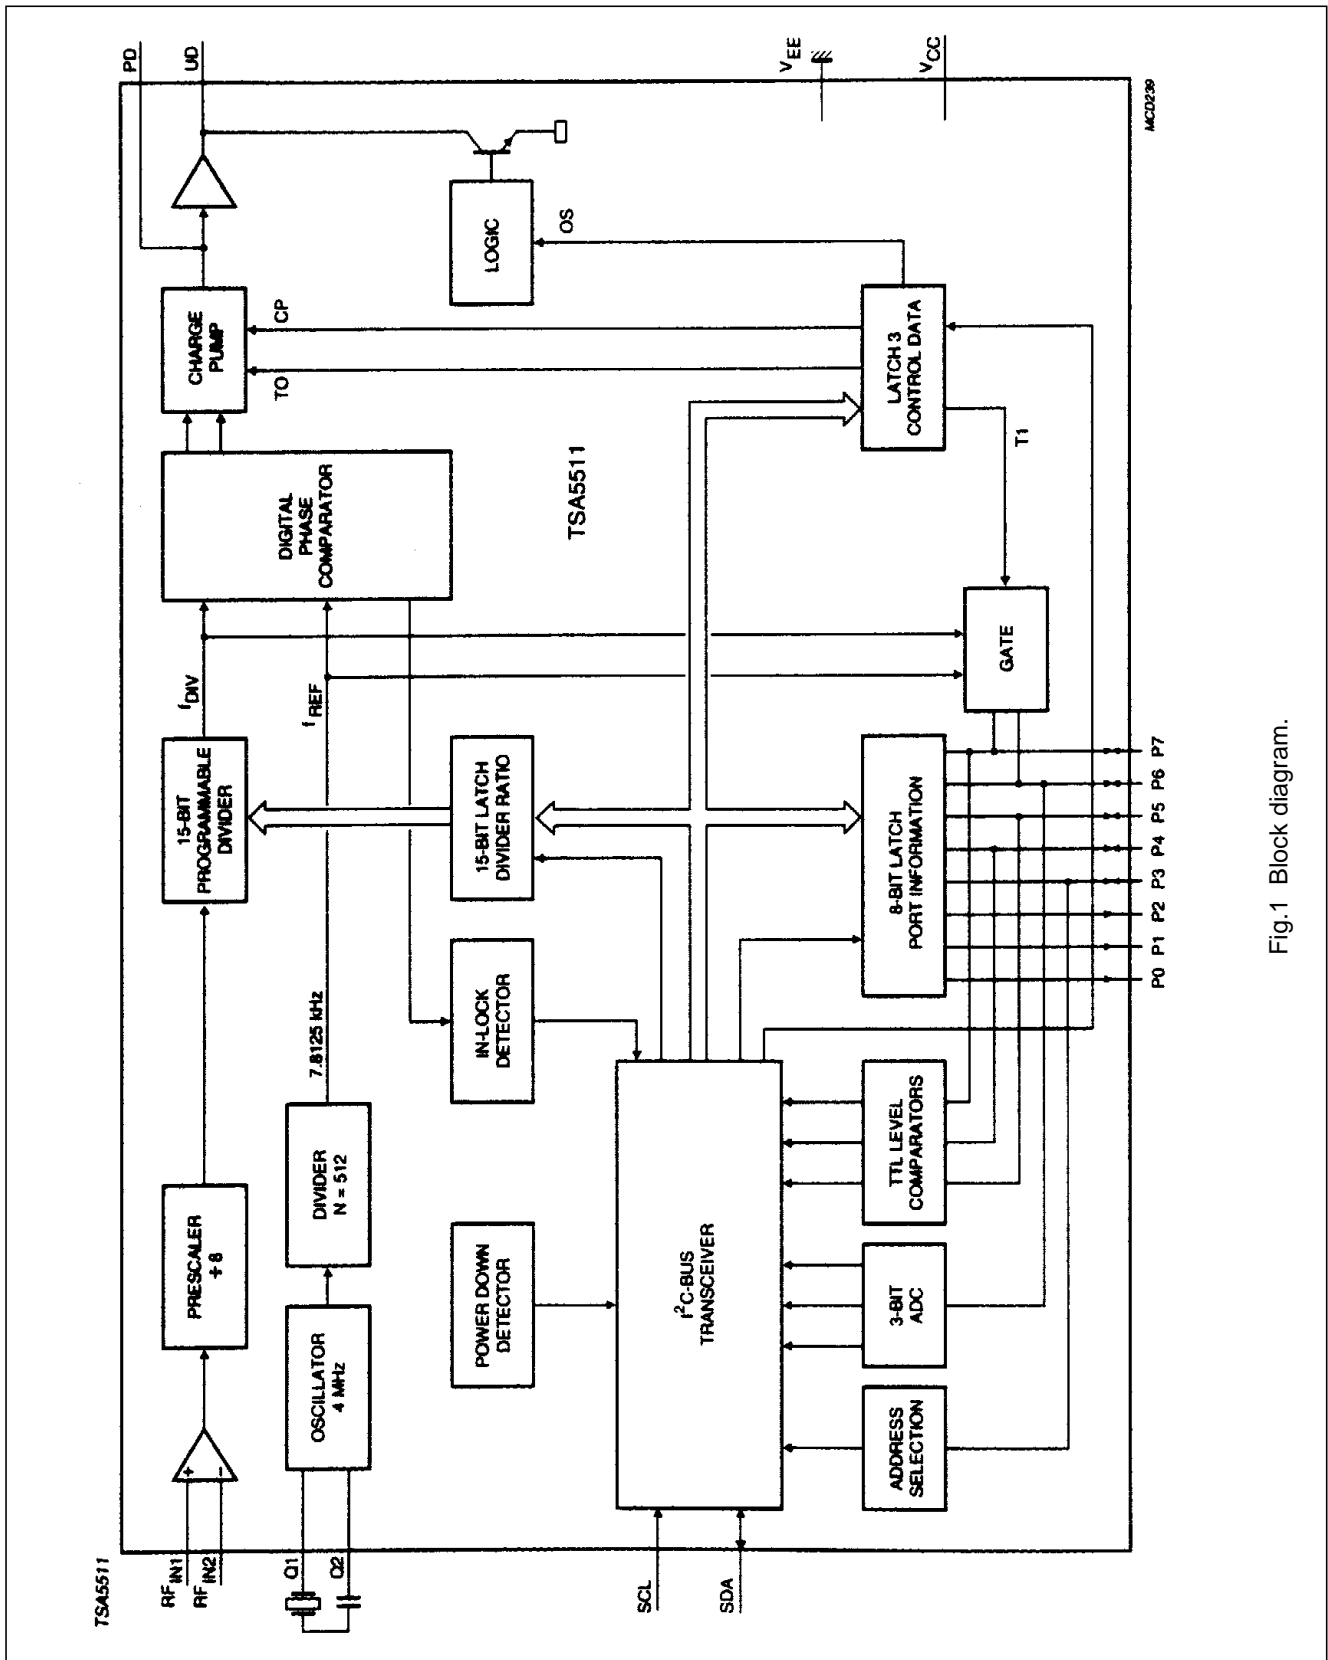 TSA5511
RF IN1
RF IN2
Q1
Q2
PRESCALER
÷ 8
15-BIT
PROGRAMMABLE
DIVIDER
fDIV
OSCILLATOR
4 MHz
DIVIDER
N = 512
7.8125 kHz
fREF
DIGITAL
PHASE
COMPARATOR
CHARGE
PUMP
PD
UD
TO
CP
POWER DOWN
DETECTOR
IN-LOCK
DETECTOR
15-BIT LATCH
DIVIDER RATIO
LOGIC
OS
TSA5511
SCL
SDA
I²C-BUS
TRANSCEIVER
ADDRESS
SELECTION
3-BIT
ADC
TTL LEVEL
COMPARATORS
8-BIT LATCH
PORT INFORMATION
GATE
T1
LATCH 3
CONTROL DATA
VEE
VCC
P0 P1 P2 P3 P4 P5 P6 P7
MCD239
Fig.1 Block diagram.